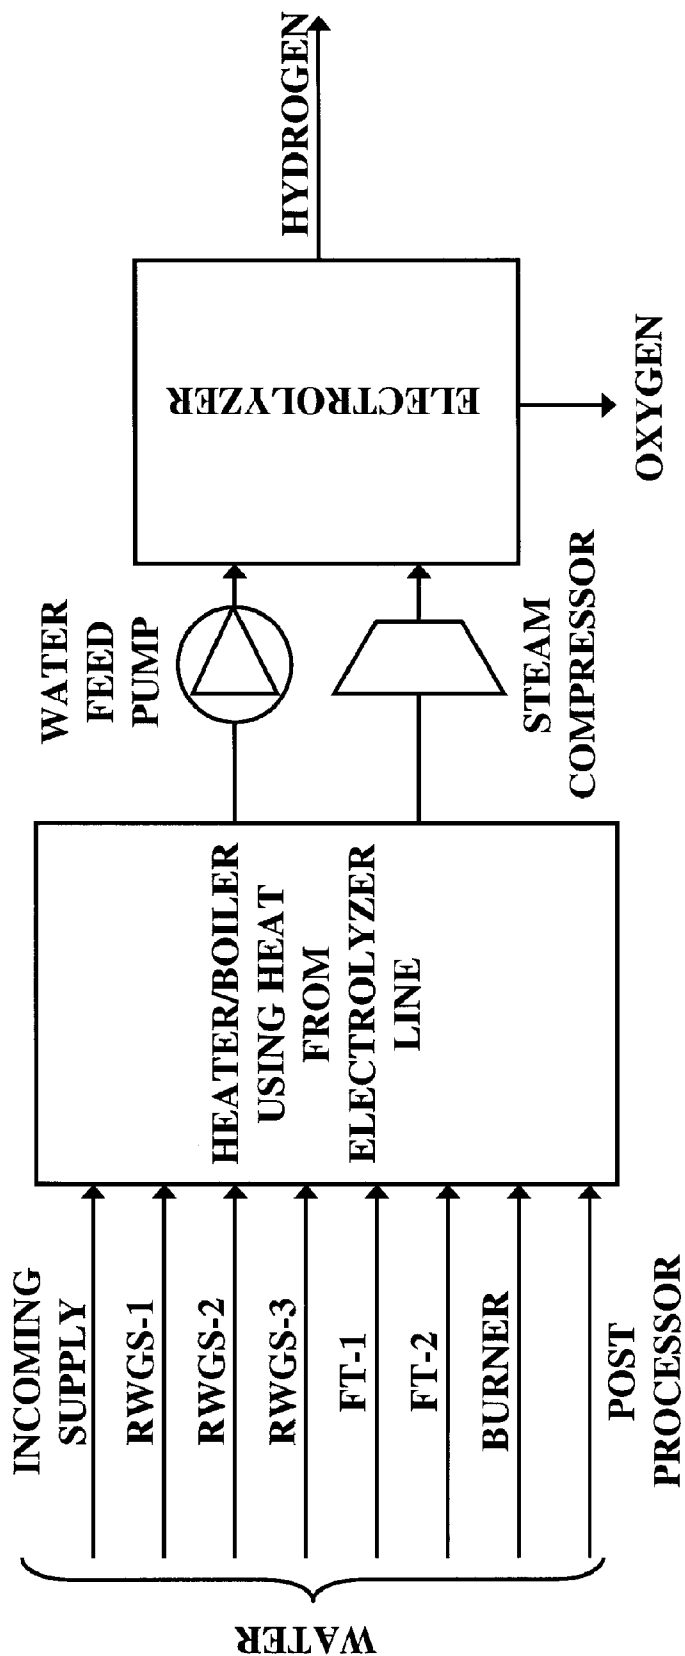 WATER
INCOMING
SUPPLY
RWGS-1
RWGS-2
RWGS-3
FT-1
FT-2
BURNER
POST
PROCESSOR
HEATER/BOILER
USING HEAT
FROM
ELECTROLYZER
LINE
WATER
FEED
PUMP
STEAM
COMPRESSOR
ELECTROLYZER
HYDROGEN
OXYGEN